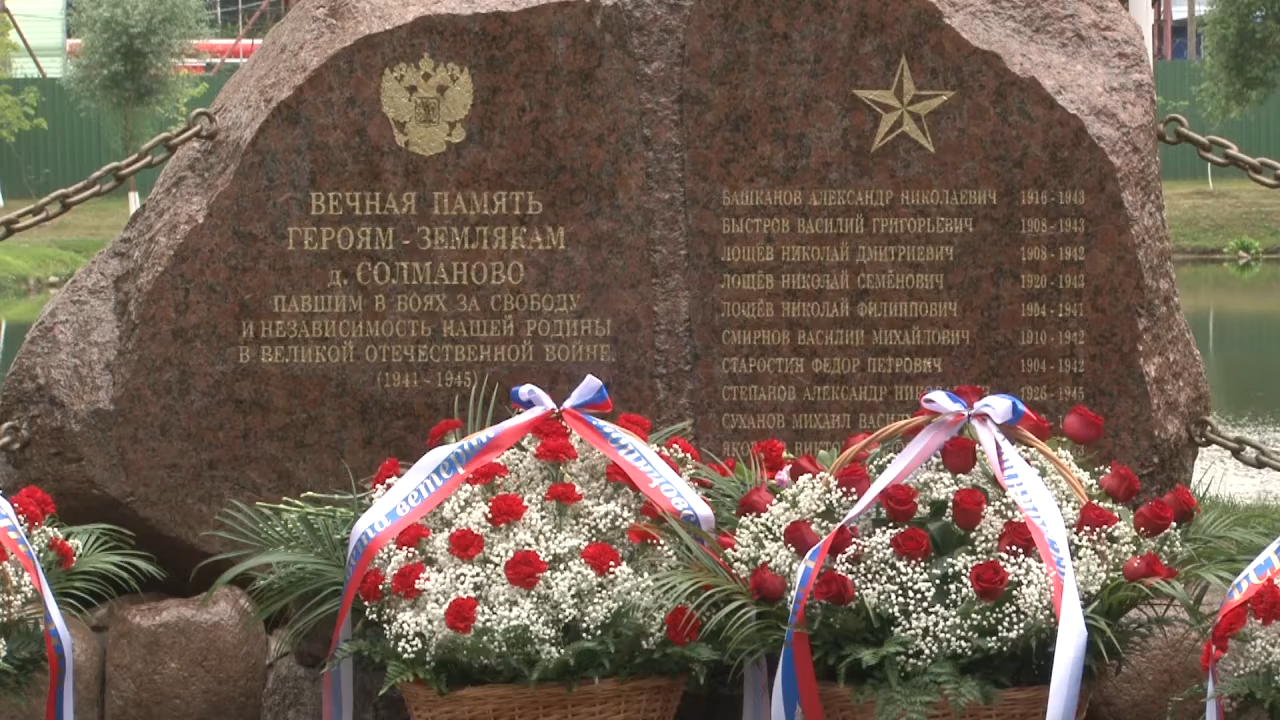 ВЕЧНАЯ ПАМЯТЬ
ГЕРОЯМ - ЗЕМЛЯКАМ
д. СОЛМАНОВО
ПАВШИМ В БОЯХ ЗА СВОБОДУ
И НЕЗАВИСИМОСТЬ НАШЕЙ РОДИНЫ
В ВЕЛИКОЙ ОТЕЧЕСТВЕННОЙ ВОЙНЕ
(1941 - 1945)
БАШКАНОВ АЛЕКСАНДР НИКОЛАЕВИЧ 1916 - 1943
БЫСТРОВ ВАСИЛИЙ ГРИГОРЬЕВИЧ 1908 - 1943
ЛОЩЁВ НИКОЛАЙ ДМИТРИЕВИЧ 1908 - 1942
ЛОЩЁВ НИКОЛАЙ СЕМЁНОВИЧ 1920 - 1943
ЛОЩЁВ НИКОЛАЙ ФИЛИППОВИЧ 1904 - 1941
СМИРНОВ ВАСИЛИЙ МИХАЙЛОВИЧ 1910 - 1942
СТАРОСТИН ФЕДОР ПЕТРОВИЧ 1904 - 1942
СТЕПАНОВ АЛЕКСАНДР 1926 - 1945
СУХАНОВ МИХАИЛ